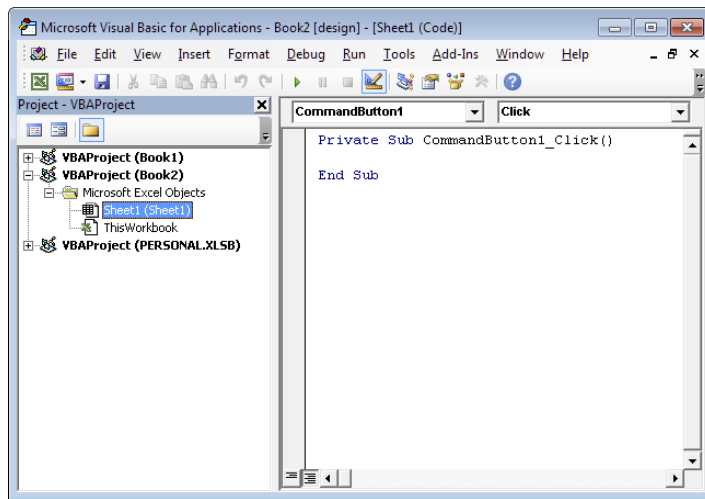 Microsoft Visual Basic for Applications - Book2 [design] - [Sheet1 (Code)]
File Edit View Insert Format Debug Run Tools Add-Ins Window Help
Project - VBAProject
VBAProject (Book1)
VBAProject (Book2)
Microsoft Excel Objects
Sheet1 (Sheet1)
ThisWorkbook
VBAProject (PERSONAL.XLSB)
CommandButton1 Click
Private Sub CommandButton1_Click()
End Sub